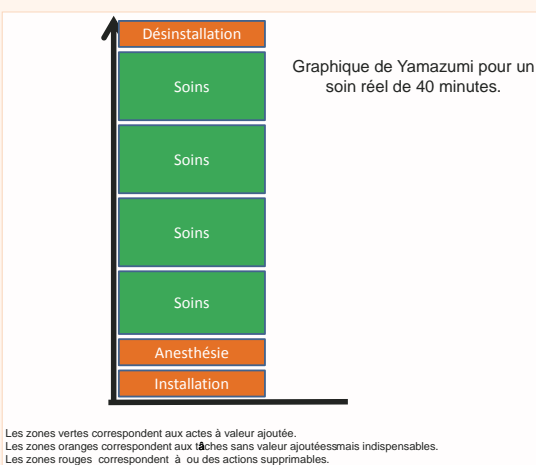 Désinstallation
Graphique de Yamazumi pour un
soin réel de 40 minutes.
Soins
Soins
Soins
Soins
Anesthésie
Installation
Les zones vertes correspondent aux actes à valeur ajoutée.
Les zones oranges correspondent aux tâches sans valeur ajoutéessmais indispensables.
Les zones rouges correspondent à ou des actions supprimables.